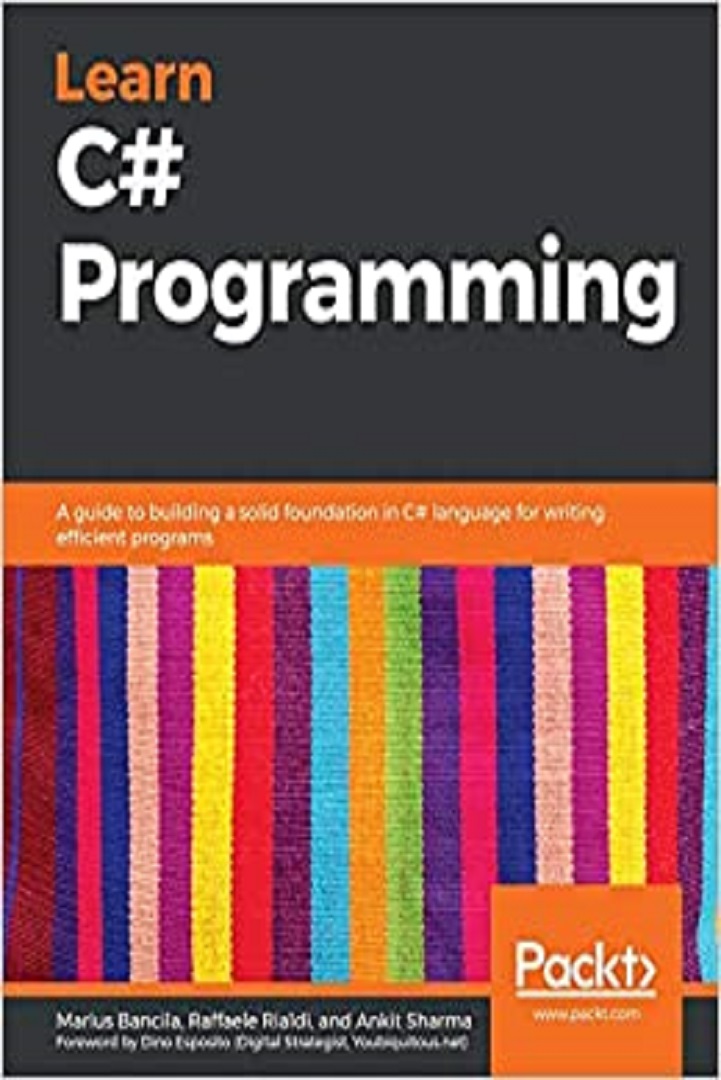 Learn
C#
Programming
A guide to building a solid foundation in C# language for writing
efficient programs
Packt>
www.packt.com
Marius Bancila, Raffaele Rialdi, and Ankit Sharma
Foreword by Dino Esposito (Digital Strategist, Youbiquitous.net)